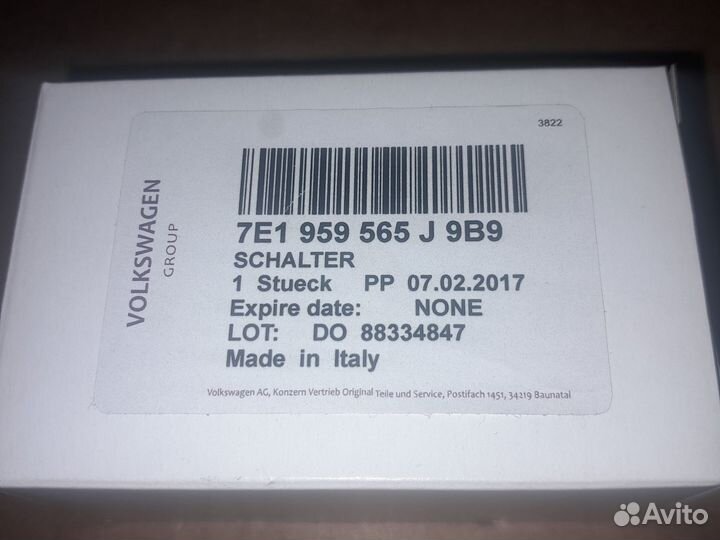 3822
VOLKSWAGEN
GROUP
7E1 959 565 J 9B9
SCHALTER
1 Stueck PP 07.02.2017
Expire date: NONE
LOT: DO 88334847
Made in Italy
Volkswagen AG, Konzern Vertrieb Original Teile und Service, Postfach 1451, 34219 Baunatal
Avito